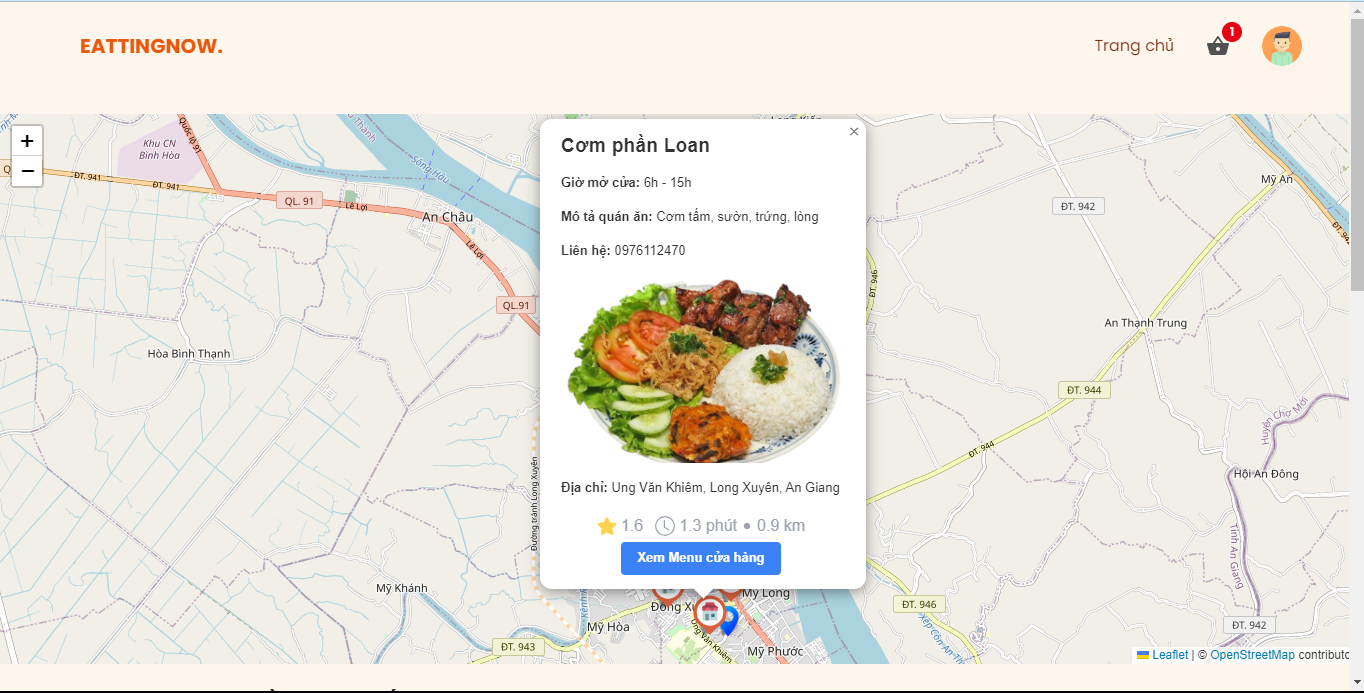 EATTINGNOW.
Trang chủ
1
+
−
Khu CN
Bình Hòa
Quốc lộ 91
ĐT. 941
ĐT. 941
QL. 91
Lê Lợi
An Châu
Sông Hậu
Lê Lợi
QL.91
Hòa Bình Thạnh
Mỹ An
ĐT. 942
ĐT. 946
An Thạnh Trung
ĐT. 944
ĐT. 944
Huyện Chợ Mới
Hội An Đông
Tỉnh An Giang
×
Cơm phần Loan
Giờ mở cửa: 6h - 15h
Mô tả quán ăn: Cơm tấm, sườn, trứng, lòng
Liên hệ: 0976112470
Địa chỉ: Ung Văn Khiêm, Long Xuyên, An Giang
1.6 1.3 phút • 0.9 km
Xem Menu cửa hàng
Đường tránh Long Xuyên
Mỹ Khánh
Mỹ Long
Mỹ Hòa
Ung Văn Khiêm
ĐT. 943
Mỹ Phước
ĐT. 946
ĐT. 942
Leaflet | © OpenStreetMap